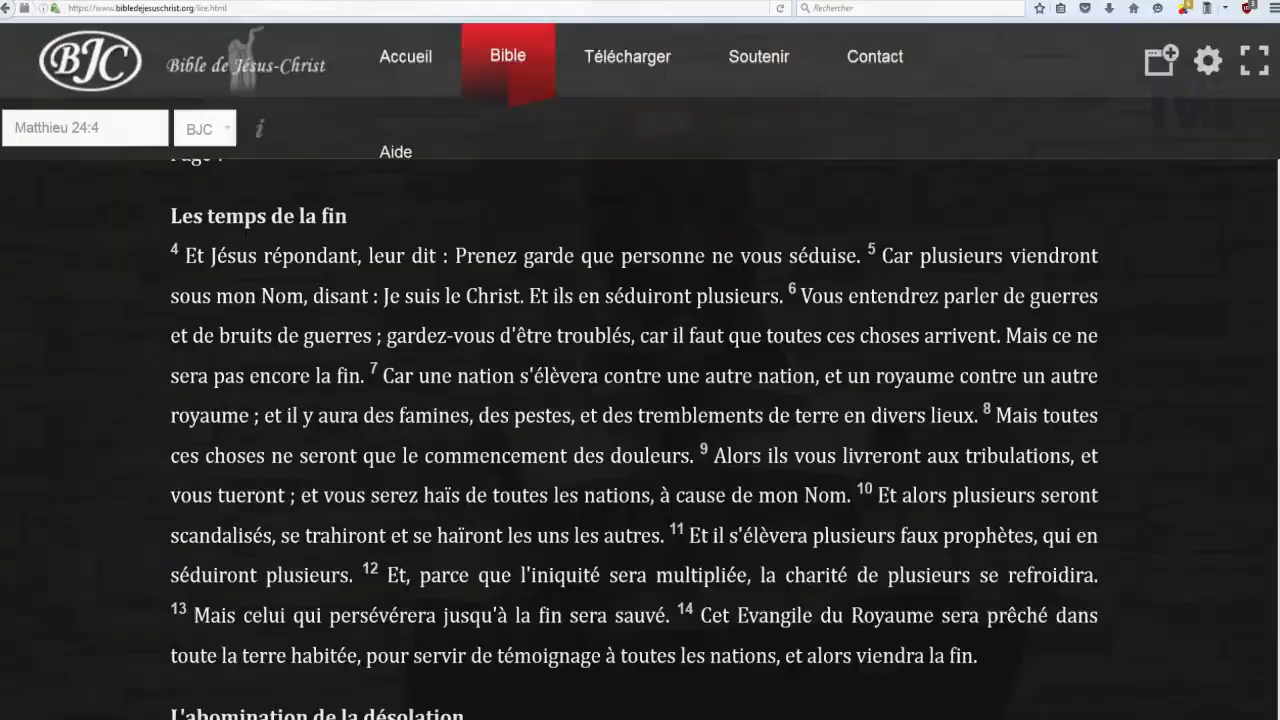 https://www.bibledejesuschrist.org/lire.html
Rechercher
BJC
Bible de Jésus-Christ
Accueil
Bible
Télécharger
Soutenir
Contact
Matthieu 24:4
BJC
i
Aide
Les temps de la fin
4 Et Jésus répondant, leur dit : Prenez garde que personne ne vous séduise. 5 Car plusieurs viendront
sous mon Nom, disant : Je suis le Christ. Et ils en séduiront plusieurs. 6 Vous entendrez parler de guerres
et de bruits de guerres ; gardez-vous d'être troublés, car il faut que toutes ces choses arrivent. Mais ce ne
sera pas encore la fin. 7 Car une nation s'élèvera contre une autre nation, et un royaume contre un autre
royaume ; et il y aura des famines, des pestes, et des tremblements de terre en divers lieux. 8 Mais toutes
ces choses ne seront que le commencement des douleurs. 9 Alors ils vous livreront aux tribulations, et
vous tueront ; et vous serez haïs de toutes les nations, à cause de mon Nom. 10 Et alors plusieurs seront
scandalisés, se trahiront et se haïront les uns les autres. 11 Et il s'élèvera plusieurs faux prophètes, qui en
séduiront plusieurs. 12 Et, parce que l'iniquité sera multipliée, la charité de plusieurs se refroidira.
13 Mais celui qui persévérera jusqu'à la fin sera sauvé. 14 Cet Evangile du Royaume sera prêché dans
toute la terre habitée, pour servir de témoignage à toutes les nations, et alors viendra la fin.
L'abomination de la désolation